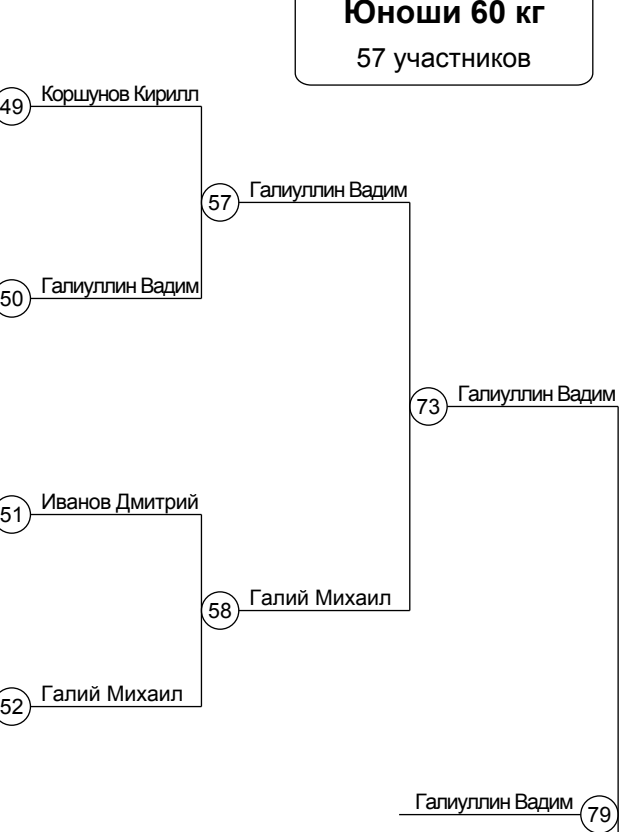 Юноши 60 кг
57 участников
49 Коршунов Кирилл
57 Галиуллин Вадим
50 Галиуллин Вадим
73 Галиуллин Вадим
51 Иванов Дмитрий
58 Галий Михаил
52 Галий Михаил
Галиуллин Вадим 79